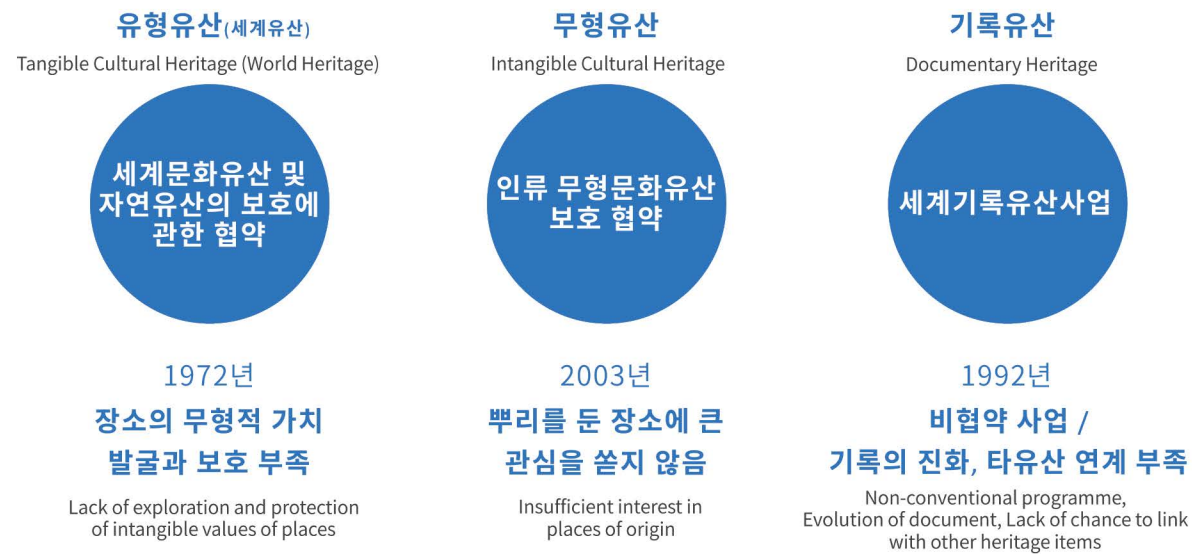 유형유산(세계유산)
Tangible Cultural Heritage (World Heritage)
세계문화유산 및
자연유산의 보호에
관한 협약
1972년
장소의 무형적 가치
발굴과 보호 부족
Lack of exploration and protection
of intangible values of places
무형유산
Intangible Cultural Heritage
인류 무형문화유산
보호 협약
2003년
뿌리를 둔 장소에 큰
관심을 쏟지 않음
Insufficient interest in
places of origin
기록유산
Documentary Heritage
세계기록유산사업
1992년
비협약 사업 /
기록의 진화, 타유산 연계 부족
Non-conventional programme,
Evolution of document, Lack of chance to link
with other heritage items